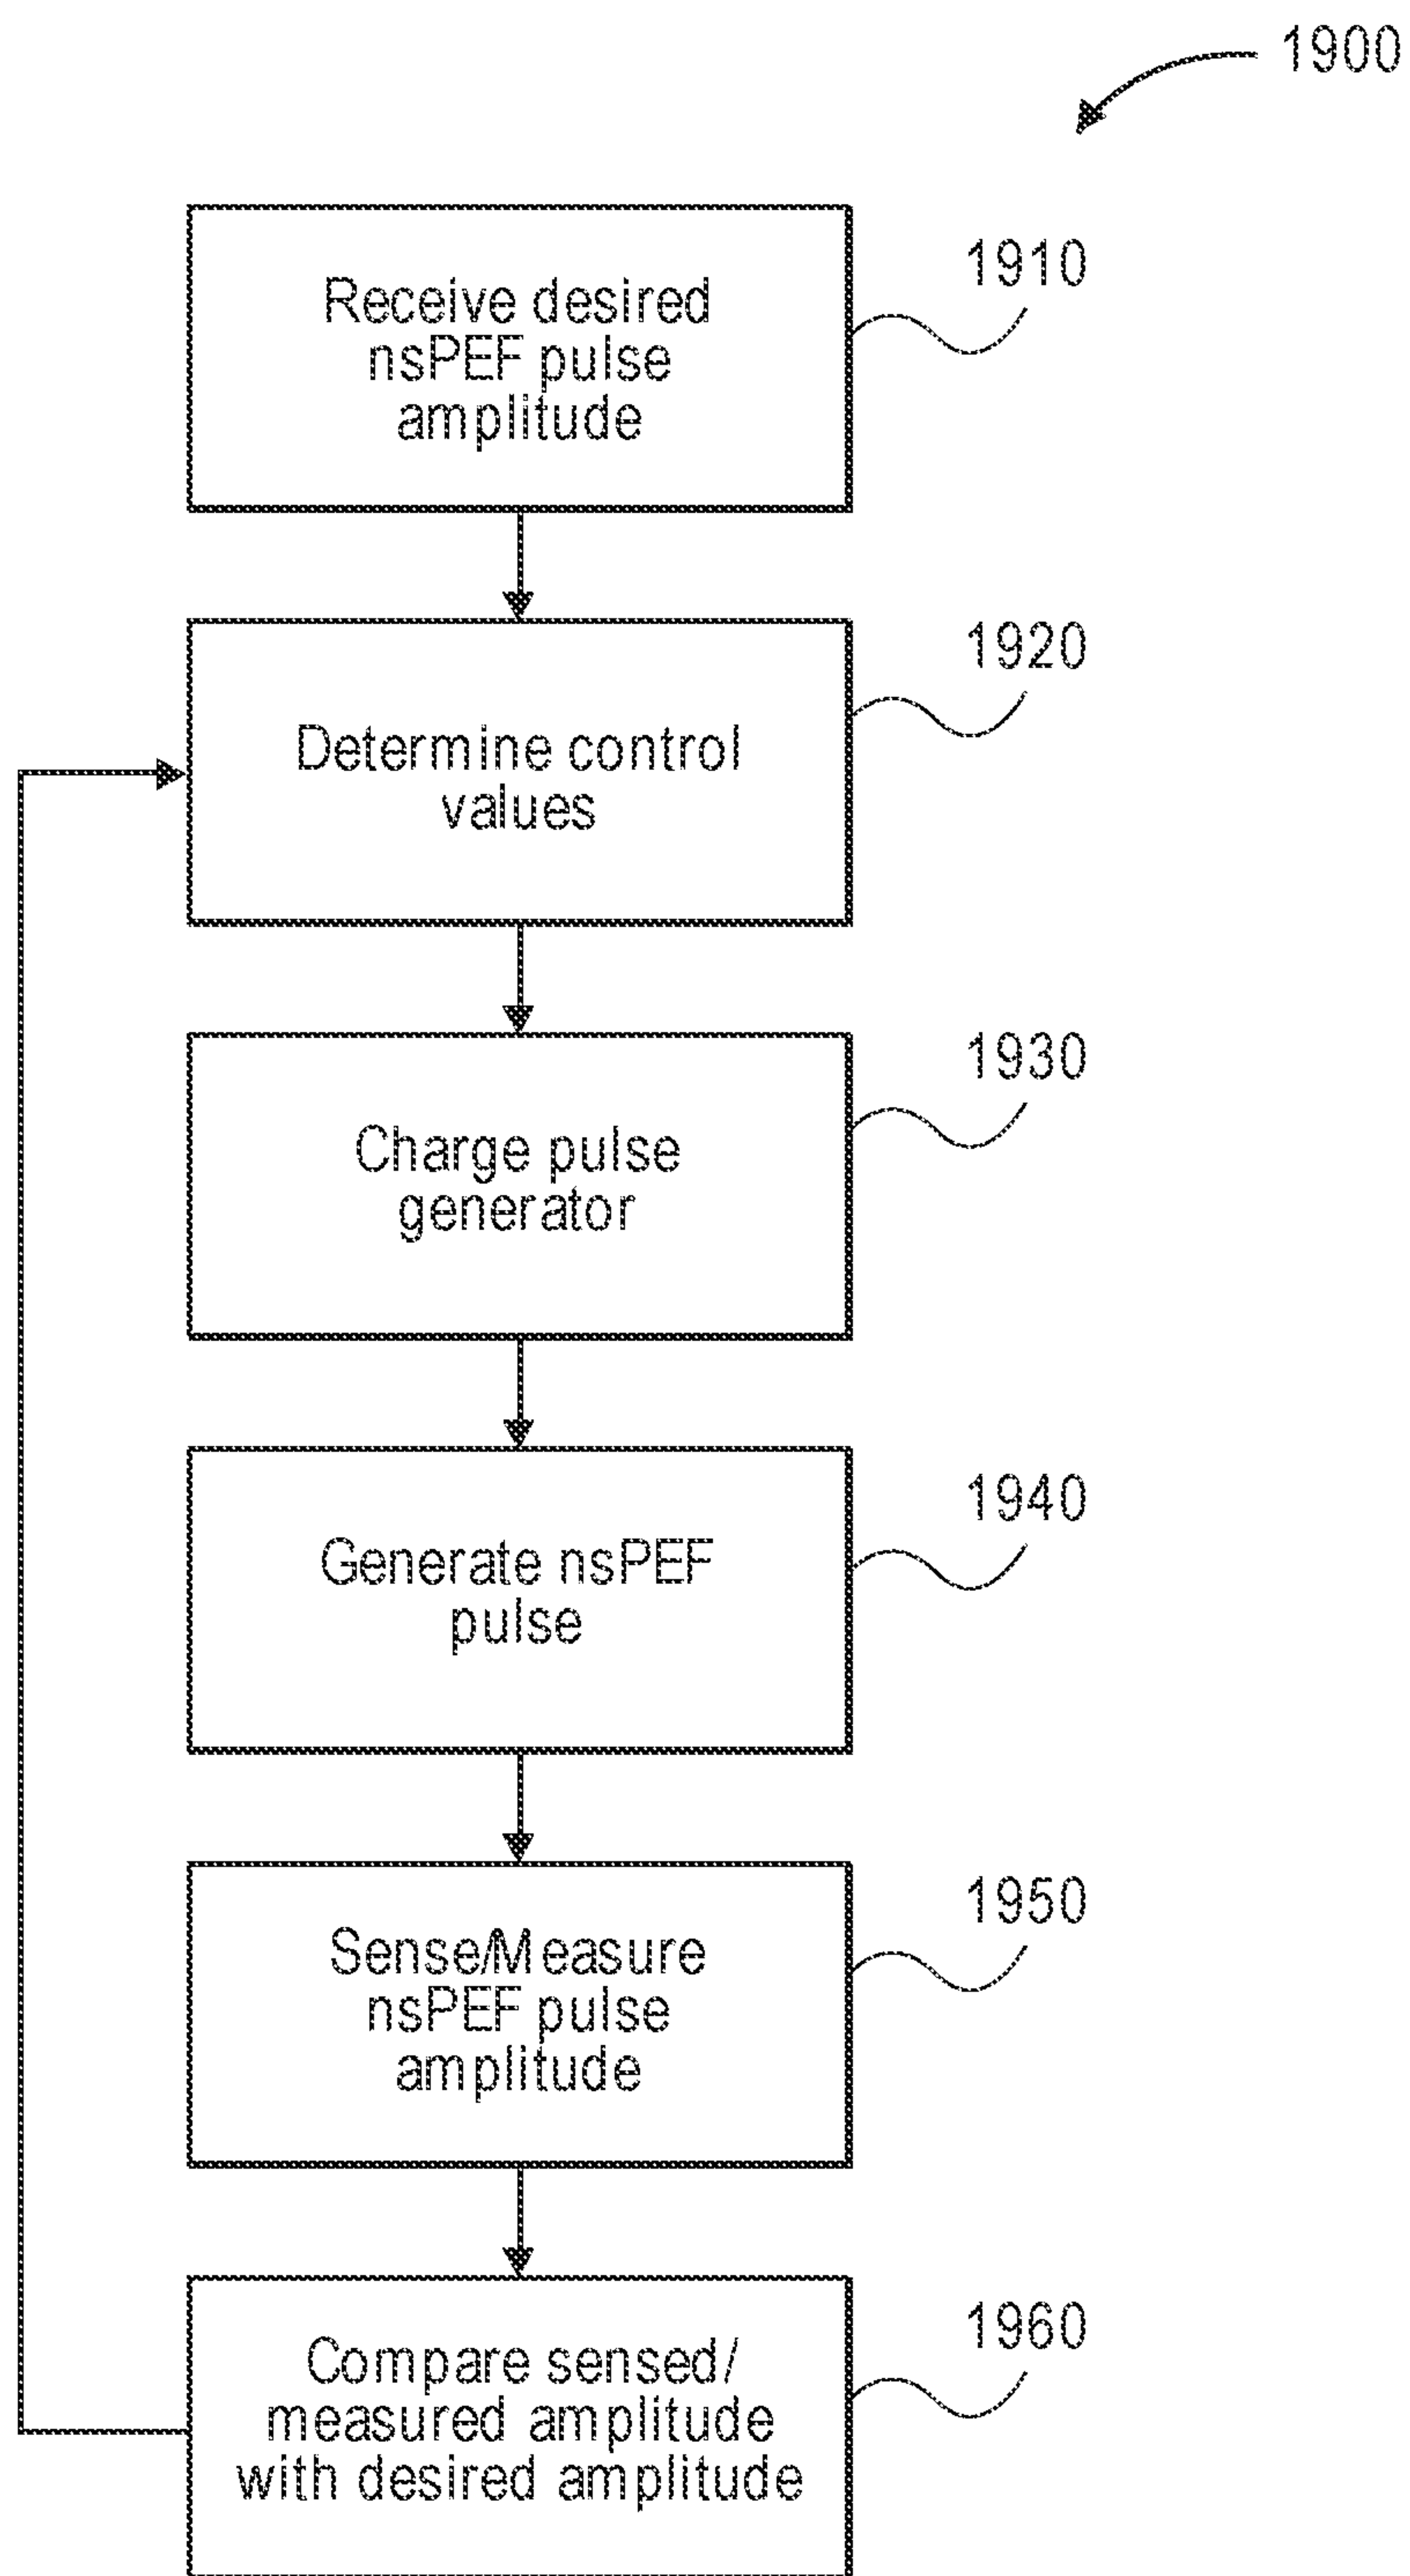 1900
Receive desired
nsPEF pulse
amplitude
1910
Determine control
values
1920
Charge pulse
generator
1930
Generate nsPEF
pulse
1940
Sense/Measure
nsPEF pulse
amplitude
1950
Compare sensed/
measured amplitude
with desired amplitude
1960